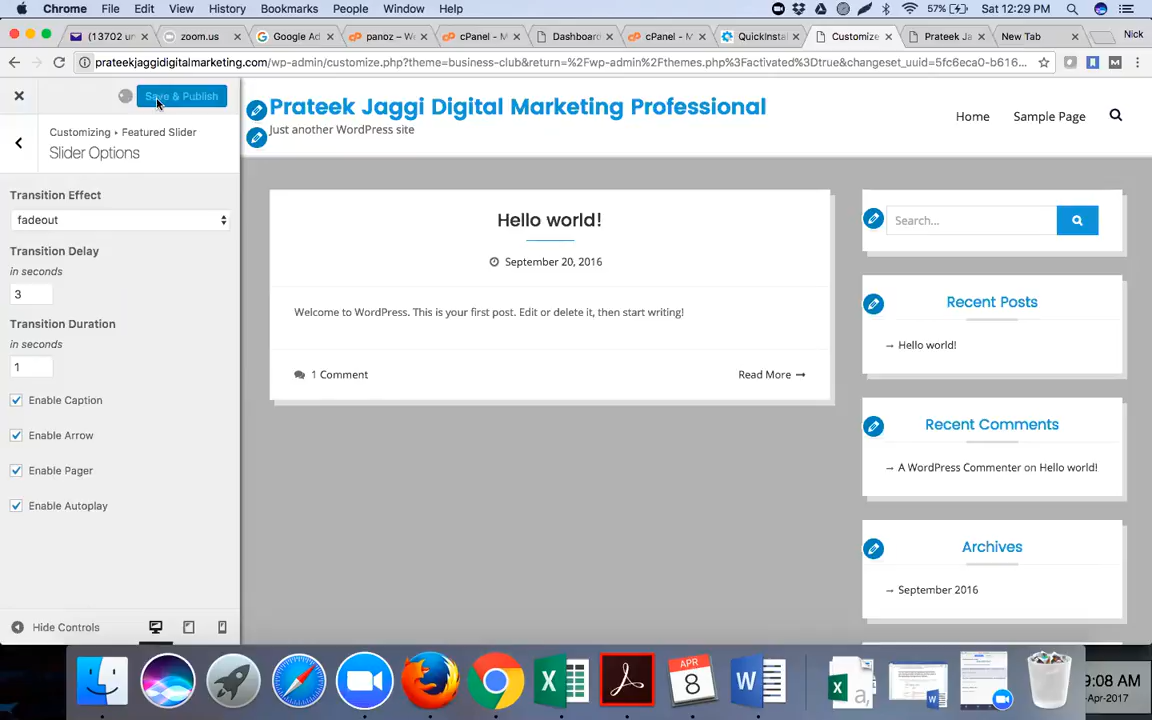 Chrome File Edit View History Bookmarks People Window Help 57% Sat 12:29 PM Nick
(13702 un
zoom.us
Google Ad
panoz – We
cPanel - M
Dashboard
cPanel - M
QuickInstal
Customize
Prateek Ja
New Tab
Nick
prateekjaggidigitalmarketing.com/wp-admin/customize.php?theme=business-club&return=%2Fwp-admin%2Fthemes.php%3Factivated%3Dtrue&changeset_uuid=5fc6eca0-b616...
Save & Publish
Customizing ▸ Featured Slider
Slider Options
Transition Effect
fadeout
Transition Delay
in seconds
3
Transition Duration
in seconds
1
Enable Caption
Enable Arrow
Enable Pager
Enable Autoplay
Hide Controls
Prateek Jaggi Digital Marketing Professional
Just another WordPress site
Home Sample Page
Hello world!
September 20, 2016
Welcome to WordPress. This is your first post. Edit or delete it, then start writing!
1 Comment Read More →
Search...
Recent Posts
→ Hello world!
Recent Comments
→ A WordPress Commenter on Hello world!
Archives
→ September 2016
APR
8
a,
9:08 AM
-Apr-2017